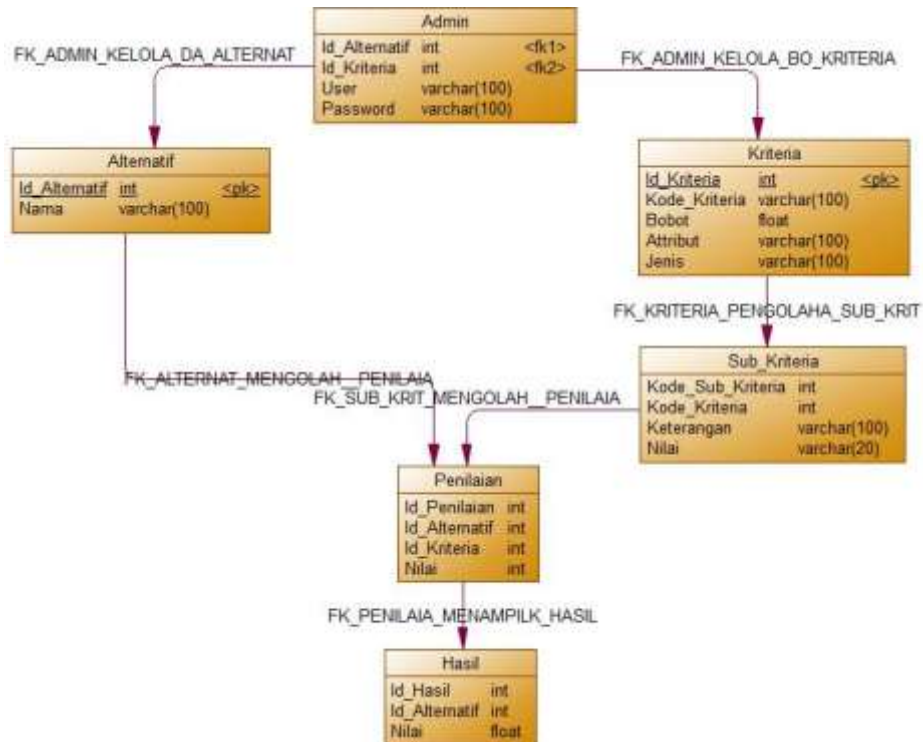 Admin
Id_Alternatif int <fk1>
Id_Kriteria int <fk2>
User varchar(100)
Password varchar(100)
FK_ADMIN_KELOLA_DA_ALTERNAT
FK_ADMIN_KELOLA_BO_KRITERIA
Alternatif
Id_Alternatif int <pk>
Nama varchar(100)
Kriteria
Id_Kriteria int <pk>
Kode_Kriteria varchar(100)
Bobot float
Attribut varchar(100)
Jenis varchar(100)
FK_KRITERIA_PENGOLAHA_SUB_KRIT
Sub_Kriteria
Kode_Sub_Kriteria int
Kode_Kriteria int
Keterangan varchar(100)
Nilai varchar(20)
FK_ALTERNAT_MENGOLAH__PENILAIA
FK_SUB_KRIT_MENGOLAH__PENILAIA
Penilaian
Id_Penilaian int
Id_Alternatif int
Id_Kriteria int
Nilai int
FK_PENILAIA_MENAMPILK_HASIL
Hasil
Id_Hasil int
Id_Alternatif int
Nilai float